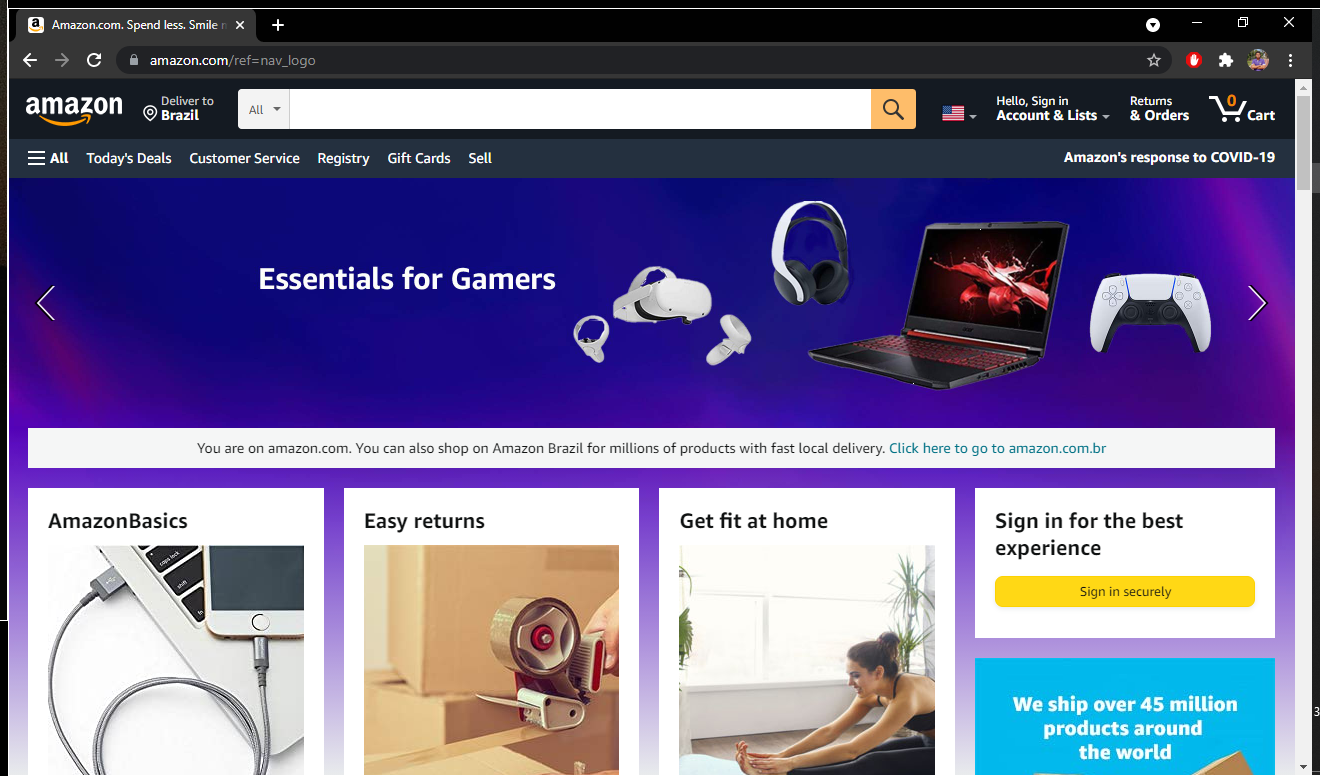 Amazon.com. Spend less. Smile
amazon.com/ref=nav_logo
amazon
Deliver to
Brazil
All
Hello, Sign in
Account & Lists
Returns
& Orders
0
Cart
All
Today's Deals
Customer Service
Registry
Gift Cards
Sell
Amazon's response to COVID-19
Essentials for Gamers
You are on amazon.com. You can also shop on Amazon Brazil for millions of products with fast local delivery. Click here to go to amazon.com.br
AmazonBasics
Easy returns
Get fit at home
Sign in for the best
experience
Sign in securely
caps lock
shift
We ship over 45 million
products around
the world
3